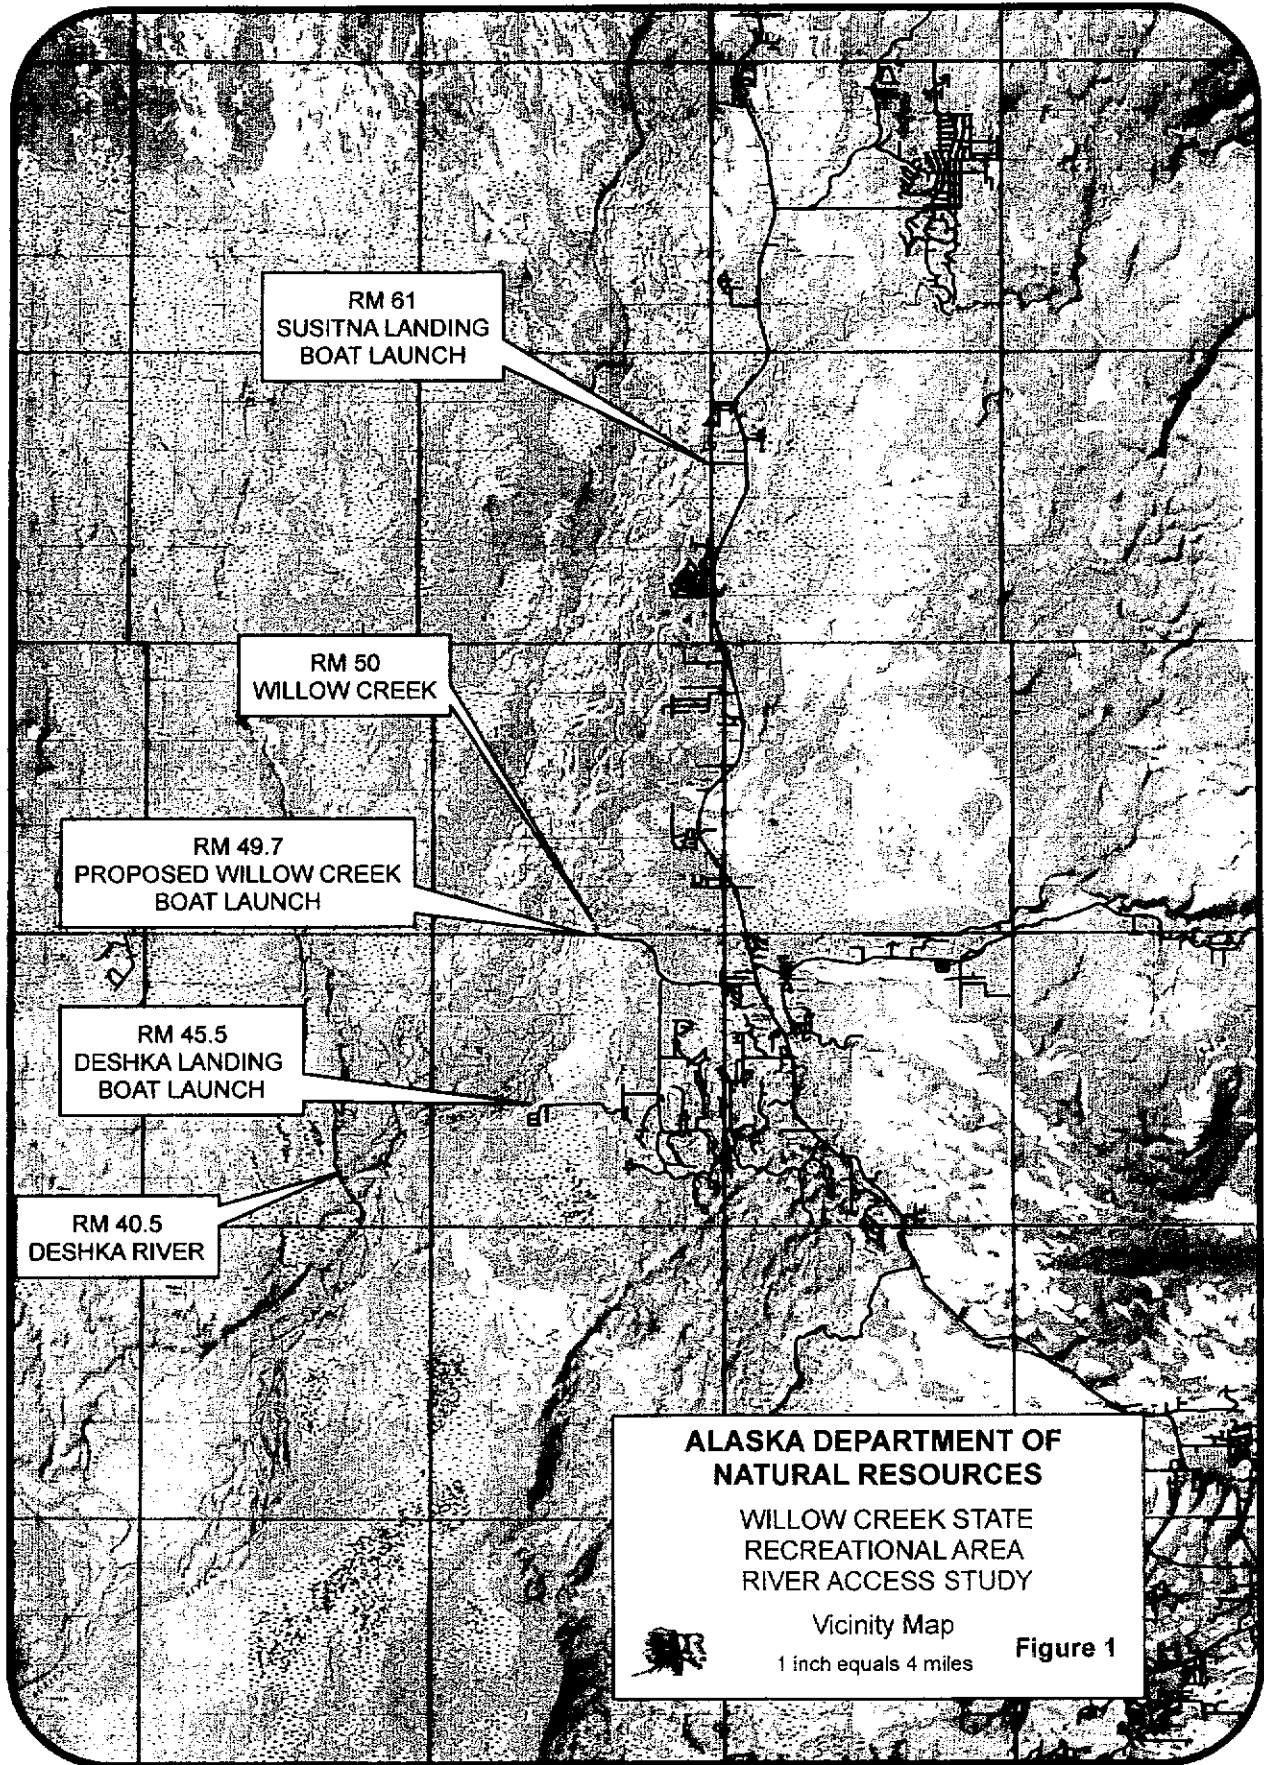 RM 61
SUSITNA LANDING
BOAT LAUNCH
RM 50
WILLOW CREEK
RM 49.7
PROPOSED WILLOW CREEK
BOAT LAUNCH
RM 45.5
DESHKA LANDING
BOAT LAUNCH
RM 40.5
DESHKA RIVER
ALASKA DEPARTMENT OF
NATURAL RESOURCES
WILLOW CREEK STATE
RECREATIONAL AREA
RIVER ACCESS STUDY
Vicinity Map
1 inch equals 4 miles
Figure 1